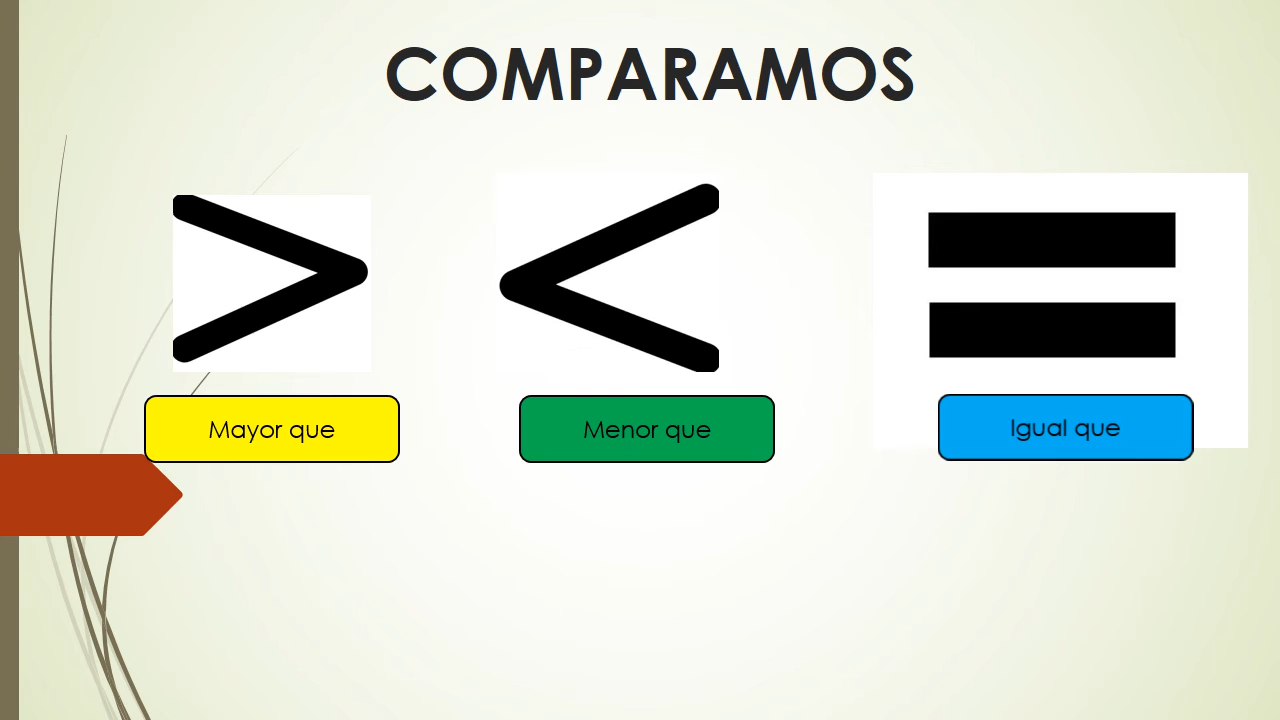 COMPARAMOS
> < =
Mayor que
Menor que
Igual que